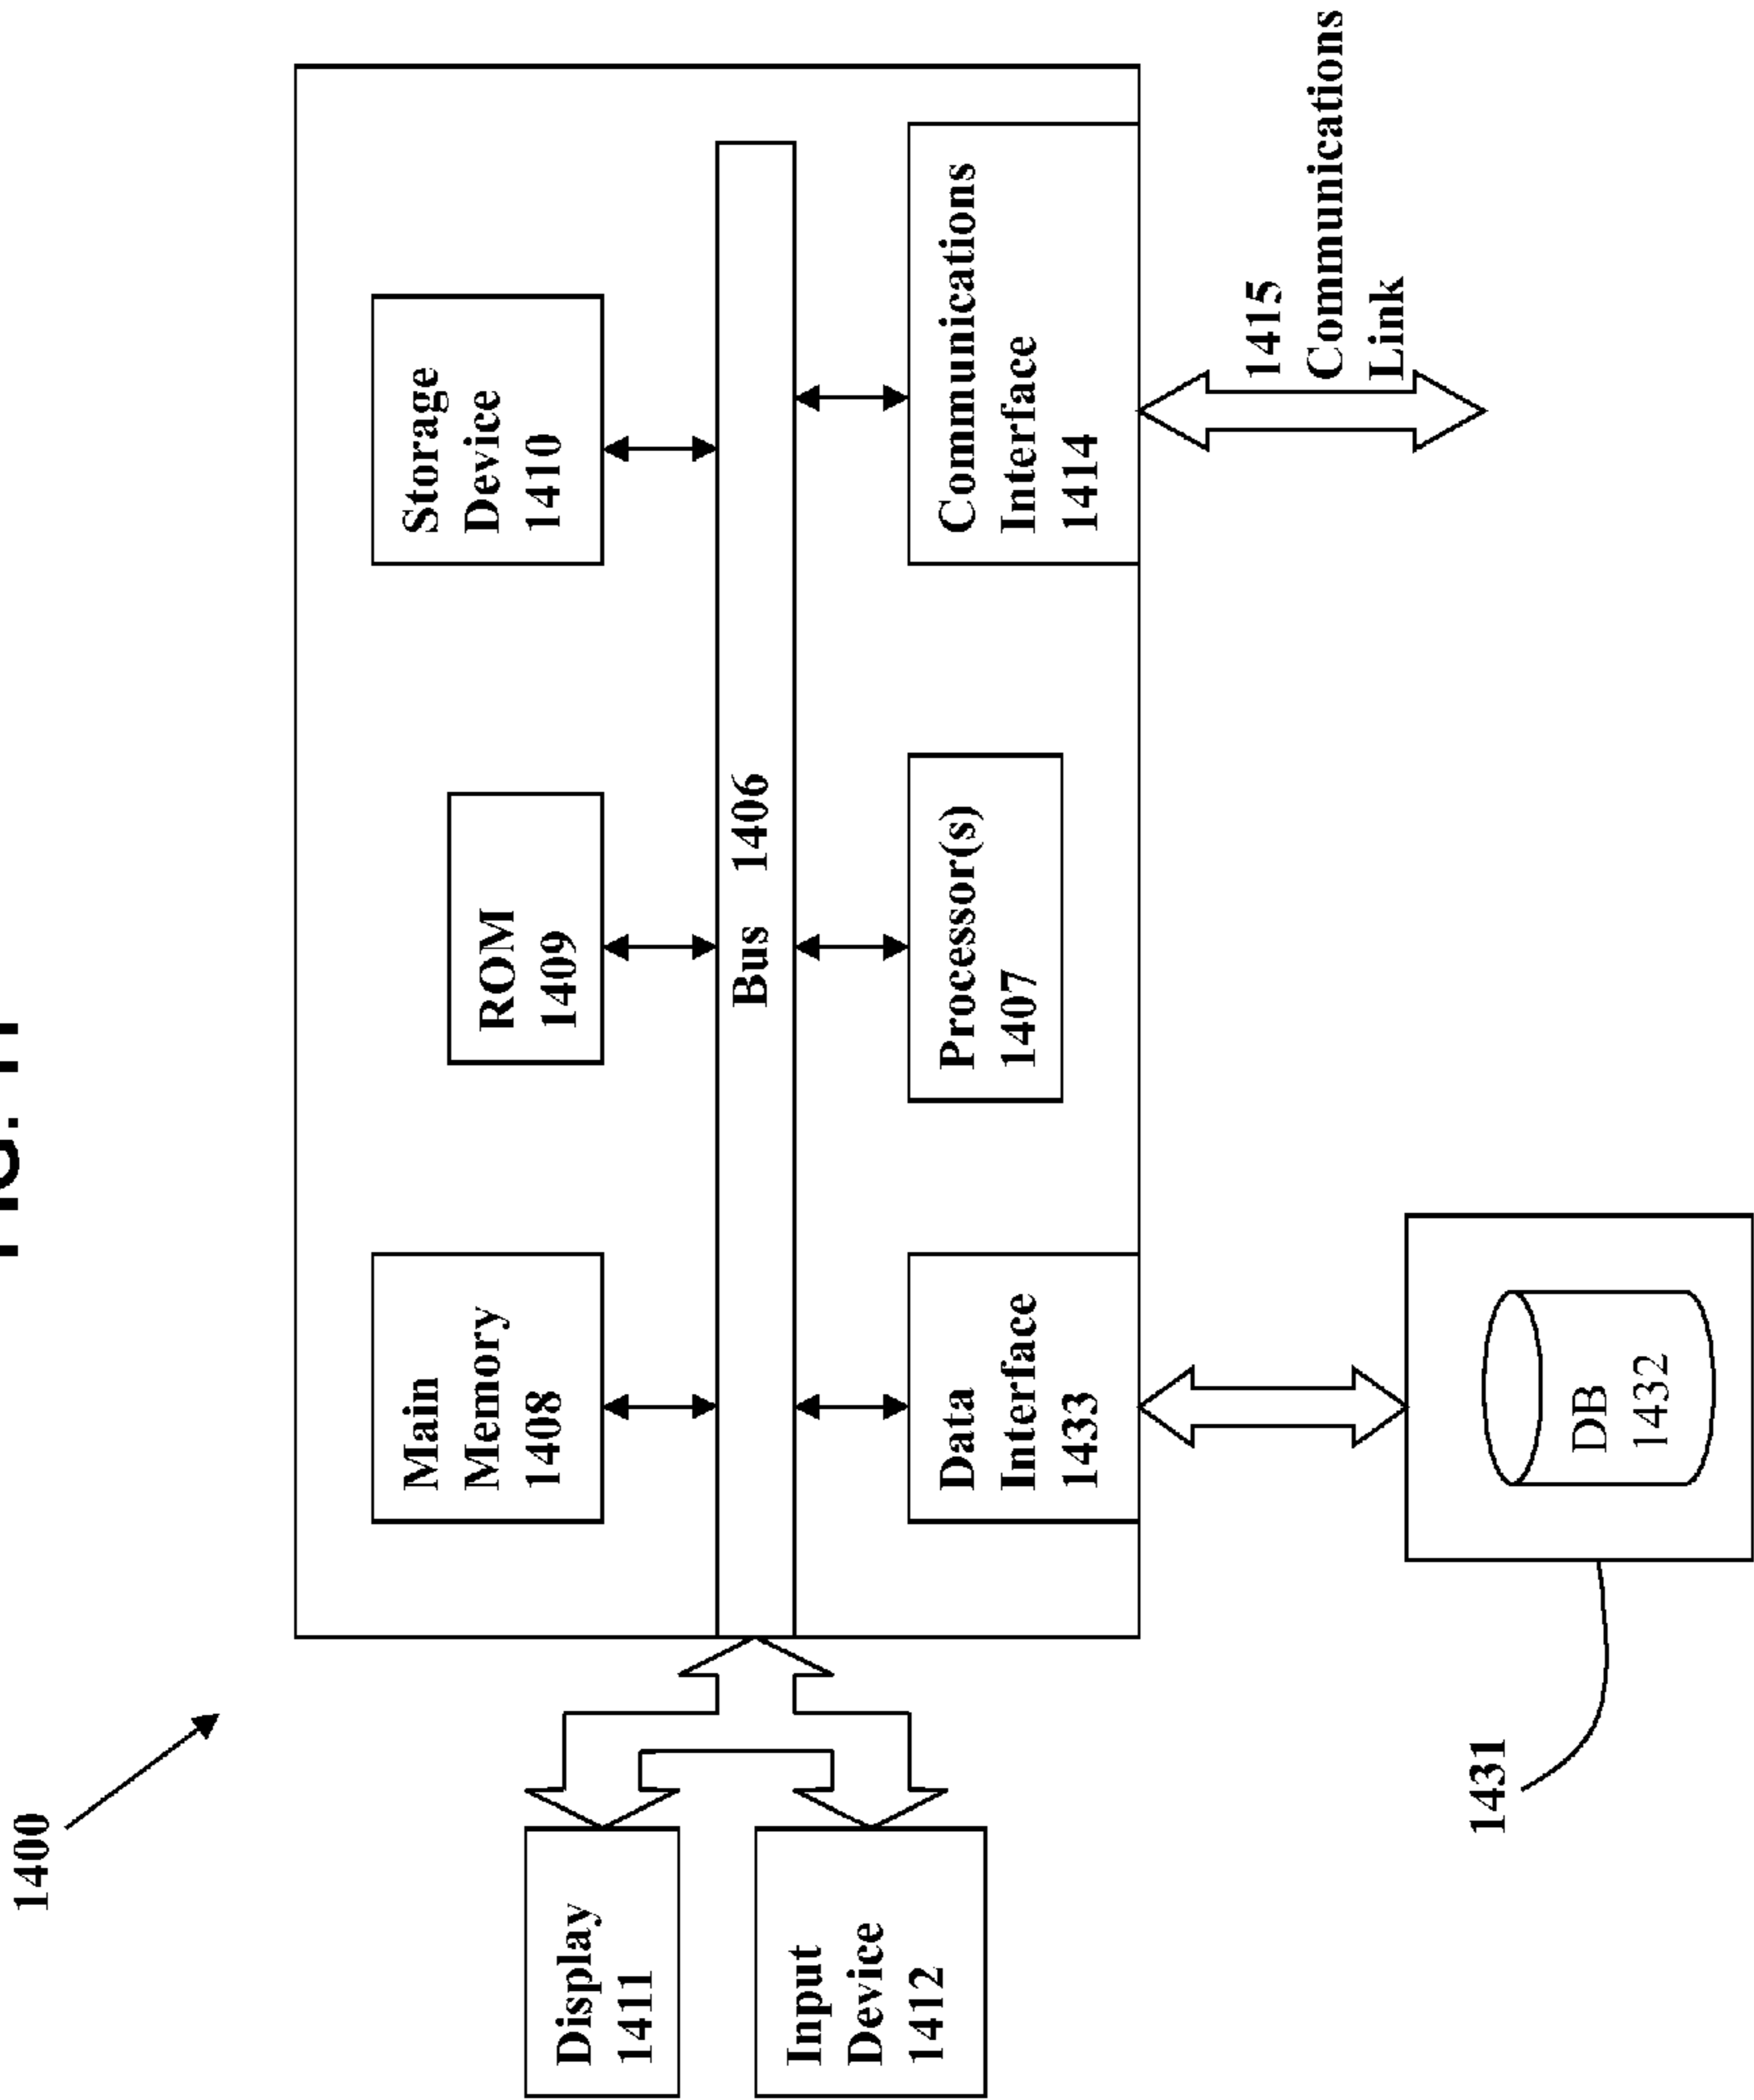 FIG.
1400
Main
Memory
1408
ROM
1409
Storage
Device
1410
Display
1411
Bus 1406
Input
Device
1412
Data
Interface
1433
Processor(s)
1407
Communications
Interface
1414
1415
Communications
Link
1431
DB
1432